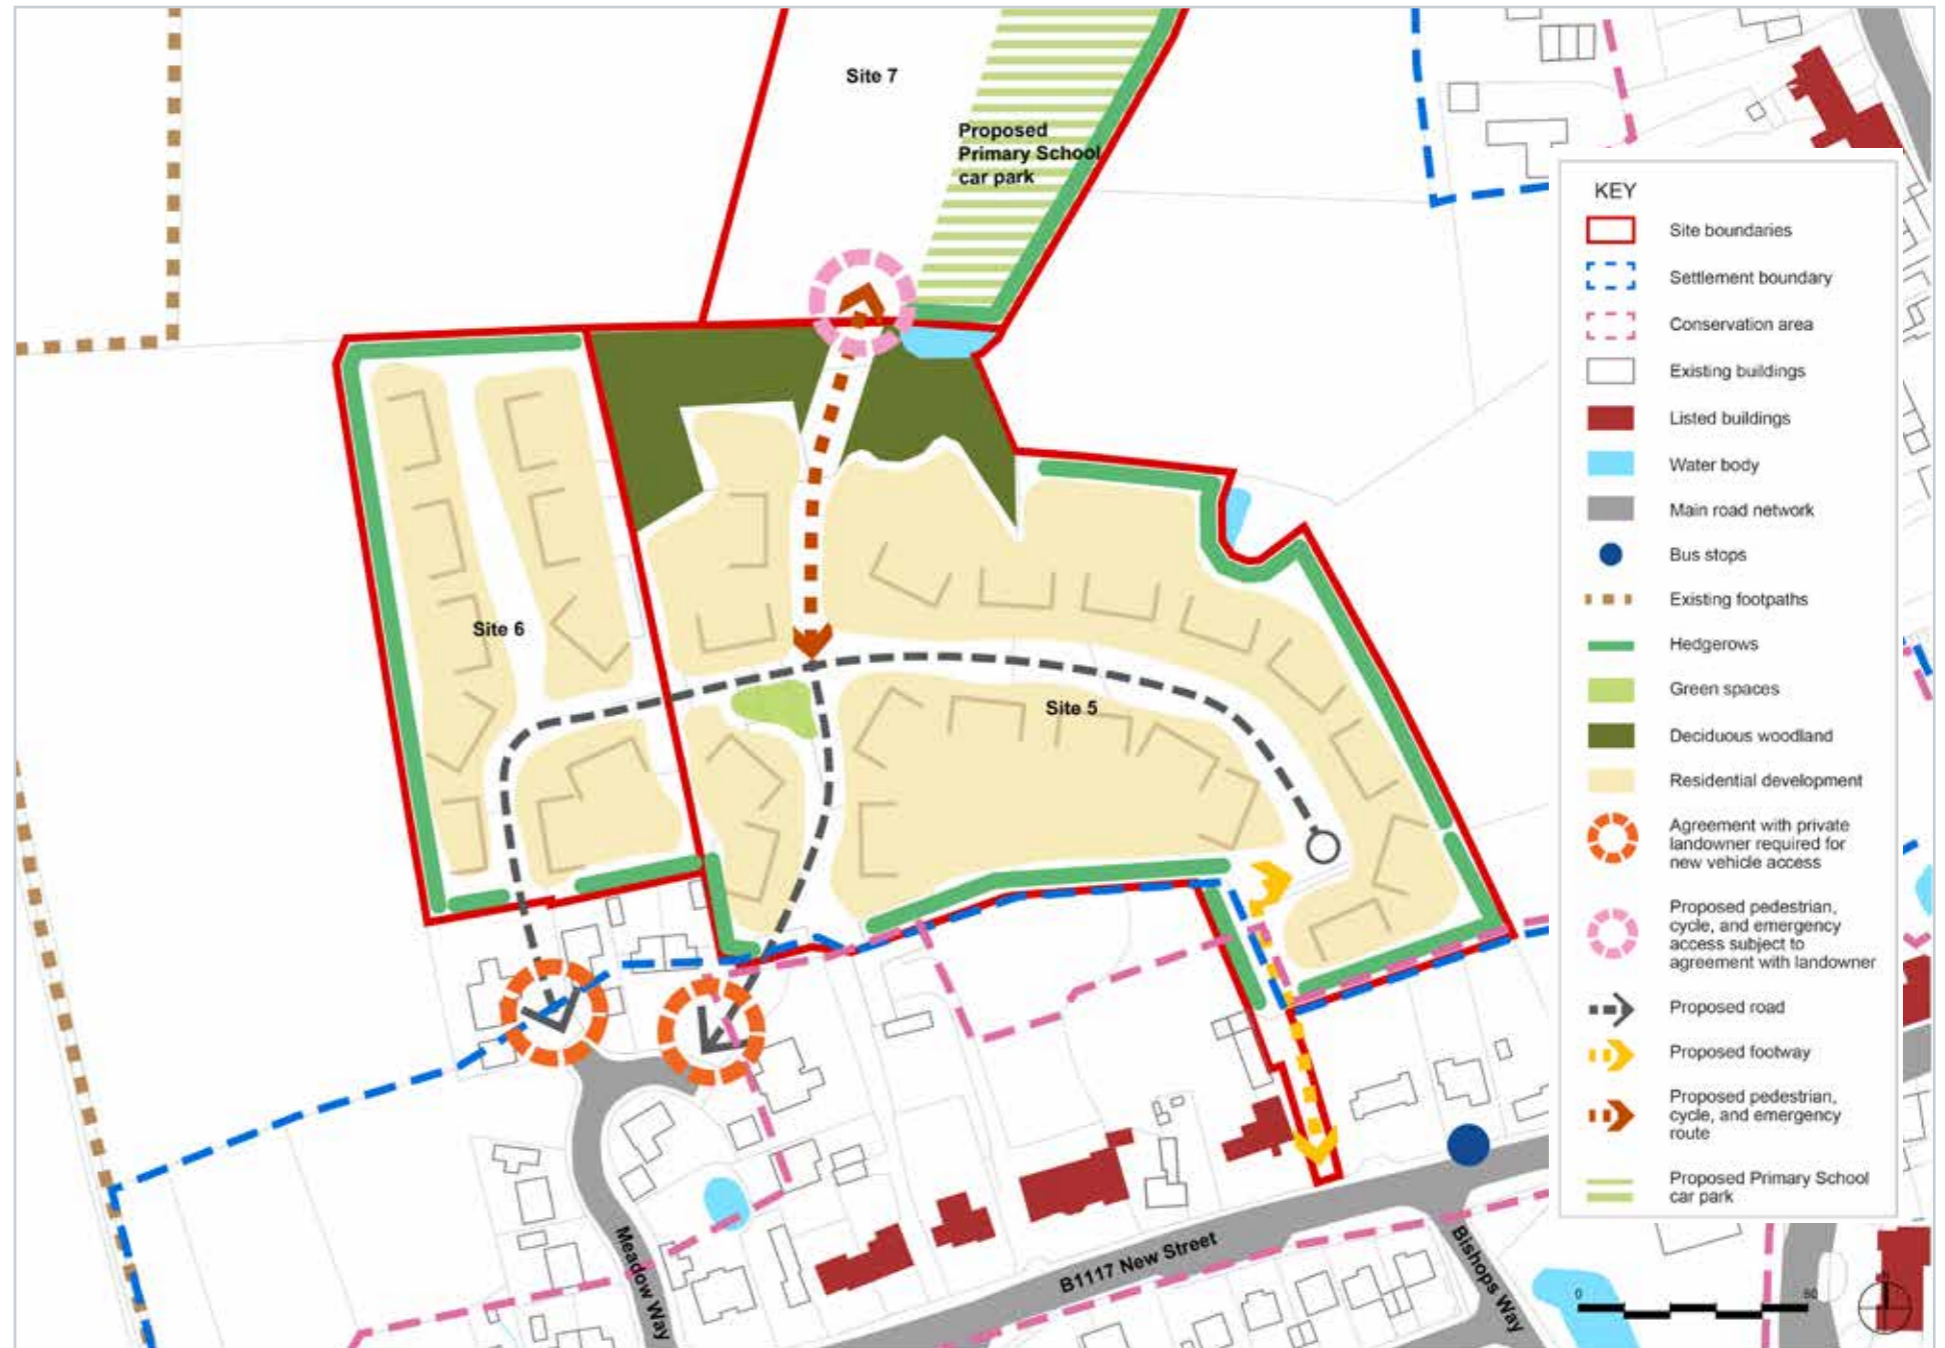 Site 7
Proposed
Primary School
car park
Site 6
Site 5
Meadow Way
B1117 New Street
Bishops Way
KEY
Site boundaries
Settlement boundary
Conservation area
Existing buildings
Listed buildings
Water body
Main road network
Bus stops
Existing footpaths
Hedgerows
Green spaces
Deciduous woodland
Residential development
Agreement with private
landowner required for
new vehicle access
Proposed pedestrian,
cycle, and emergency
access subject to
agreement with landowner
Proposed road
Proposed footway
Proposed pedestrian,
cycle, and emergency
route
Proposed Primary School
car park
0